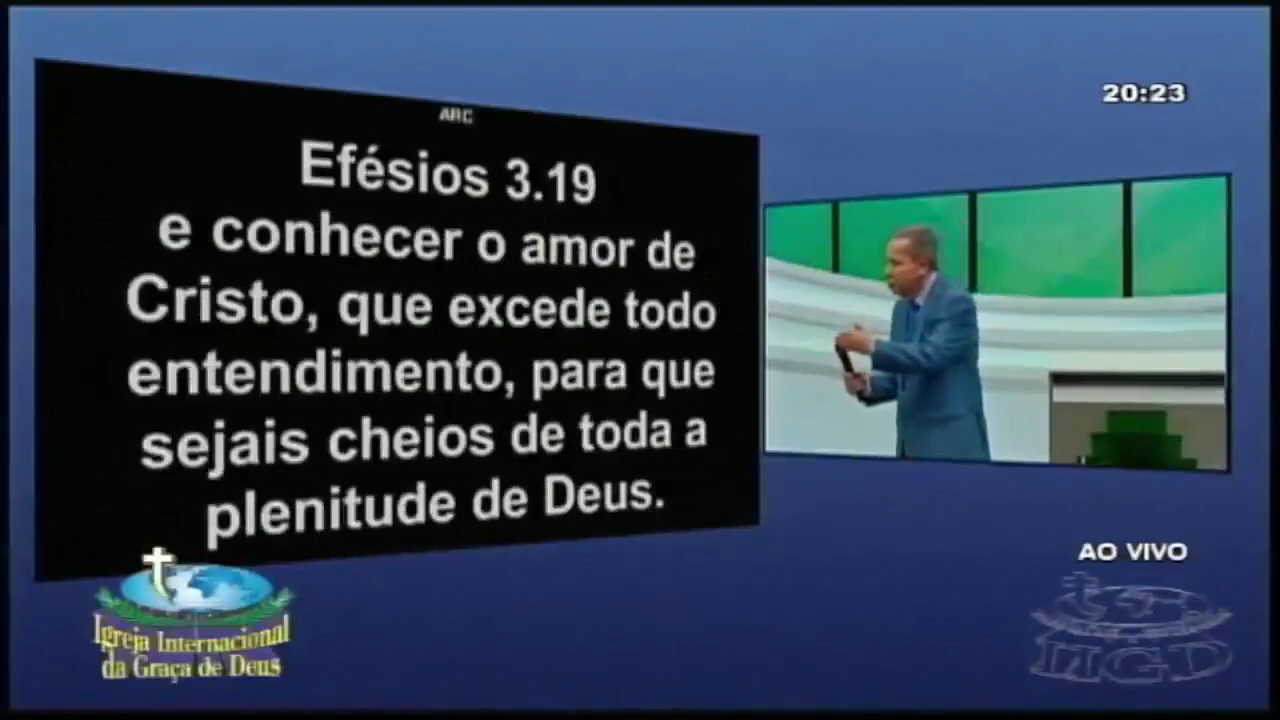 ARC
Efésios 3.19
e conhecer o amor de
Cristo, que excede todo
entendimento, para que
sejais cheios de toda a
plenitude de Deus.
20:23
AO VIVO
Igreja Internacional
da Graça de Deus
IIGD